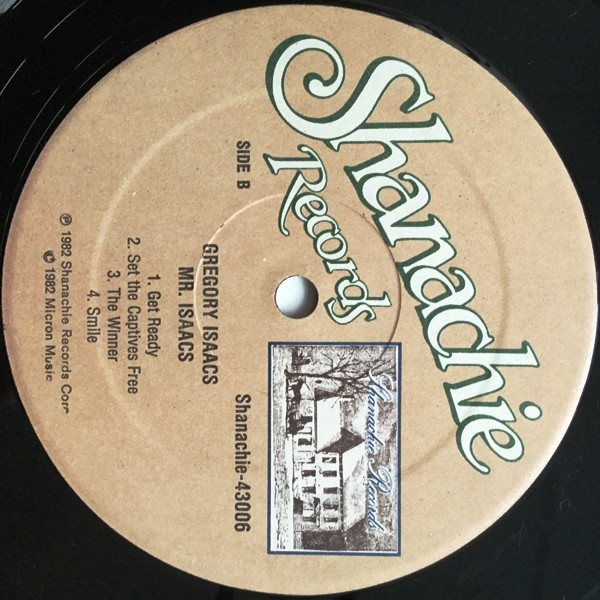 Shanachie
Records
Shanachie Records
SIDE B
Shanachie-43006
GREGORY ISAACS
MR. ISAACS
1. Get Ready
2. Set the Captives Free
3. The Winner
4. Smile
℗ 1982 Shanachie Records Corp
© 1982 Micron Music